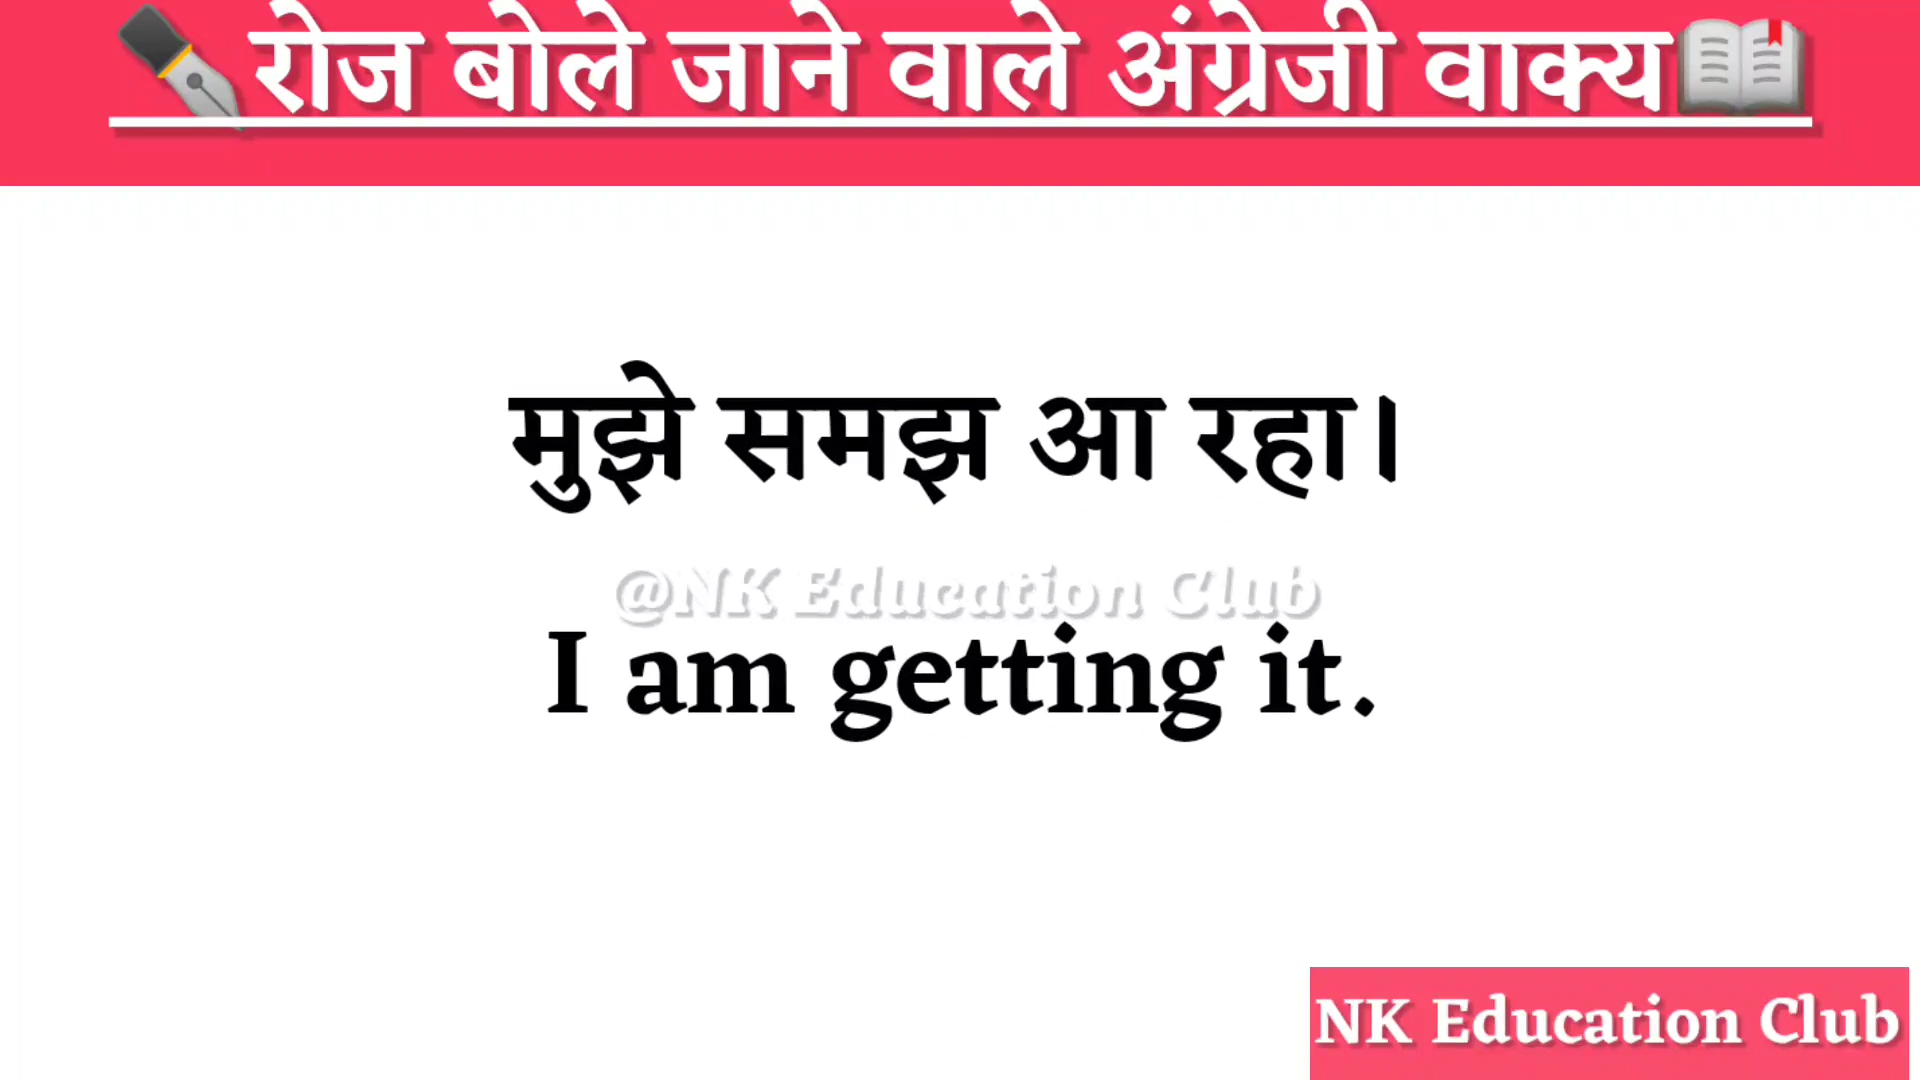 रोज बोले जाने वाले अंग्रेजी वाक्य
मुझे समझ आ रहा।
@NK Education Club
I am getting it.
NK Education Club